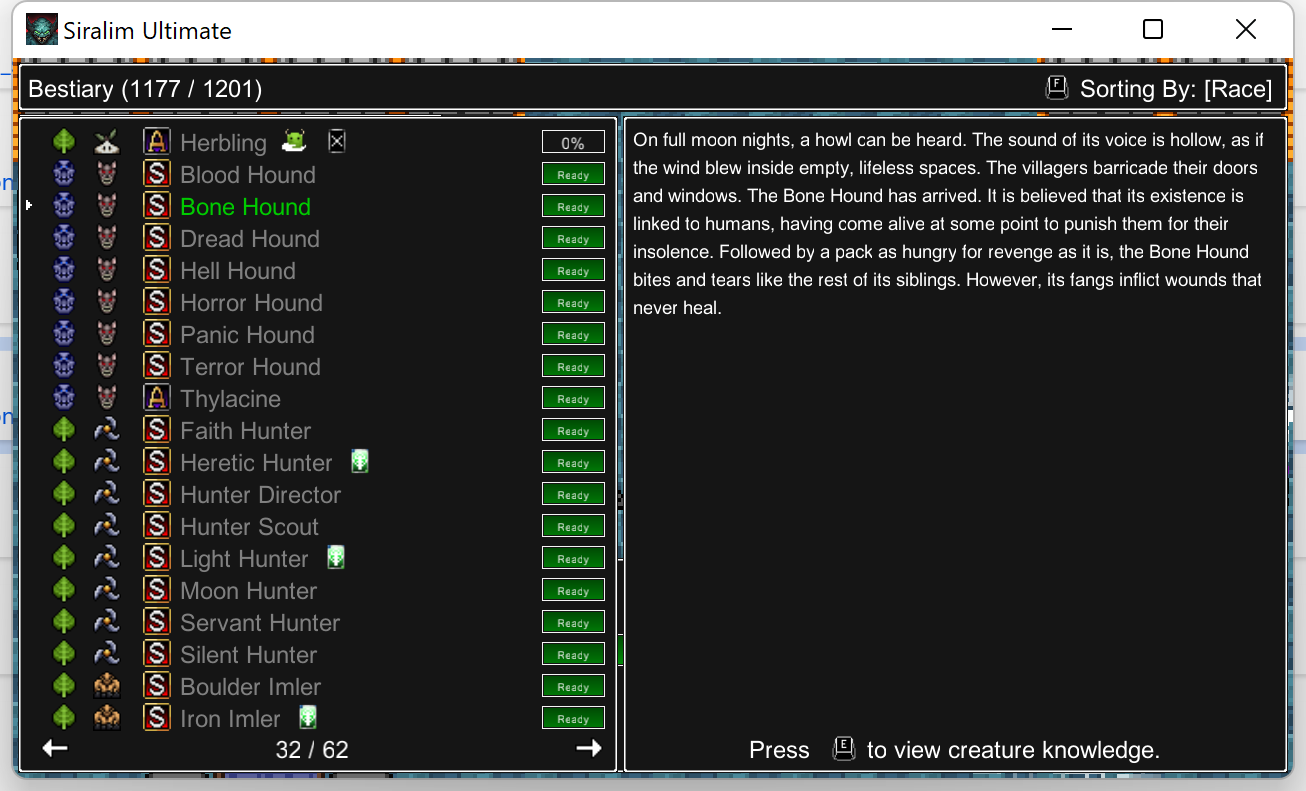 Siralim Ultimate
Bestiary (1177 / 1201)
F Sorting By: [Race]
A Herbling 0%
S Blood Hound Ready
S Bone Hound Ready
S Dread Hound Ready
S Hell Hound Ready
S Horror Hound Ready
S Panic Hound Ready
S Terror Hound Ready
A Thylacine Ready
S Faith Hunter Ready
S Heretic Hunter Ready
S Hunter Director Ready
S Hunter Scout Ready
S Light Hunter Ready
S Moon Hunter Ready
S Servant Hunter Ready
S Silent Hunter Ready
S Boulder Imler Ready
S Iron Imler Ready
32 / 62
On full moon nights, a howl can be heard. The sound of its voice is hollow, as if
the wind blew inside empty, lifeless spaces. The villagers barricade their doors
and windows. The Bone Hound has arrived. It is believed that its existence is
linked to humans, having come alive at some point to punish them for their
insolence. Followed by a pack as hungry for revenge as it is, the Bone Hound
bites and tears like the rest of its siblings. However, its fangs inflict wounds that
never heal.
Press E to view creature knowledge.